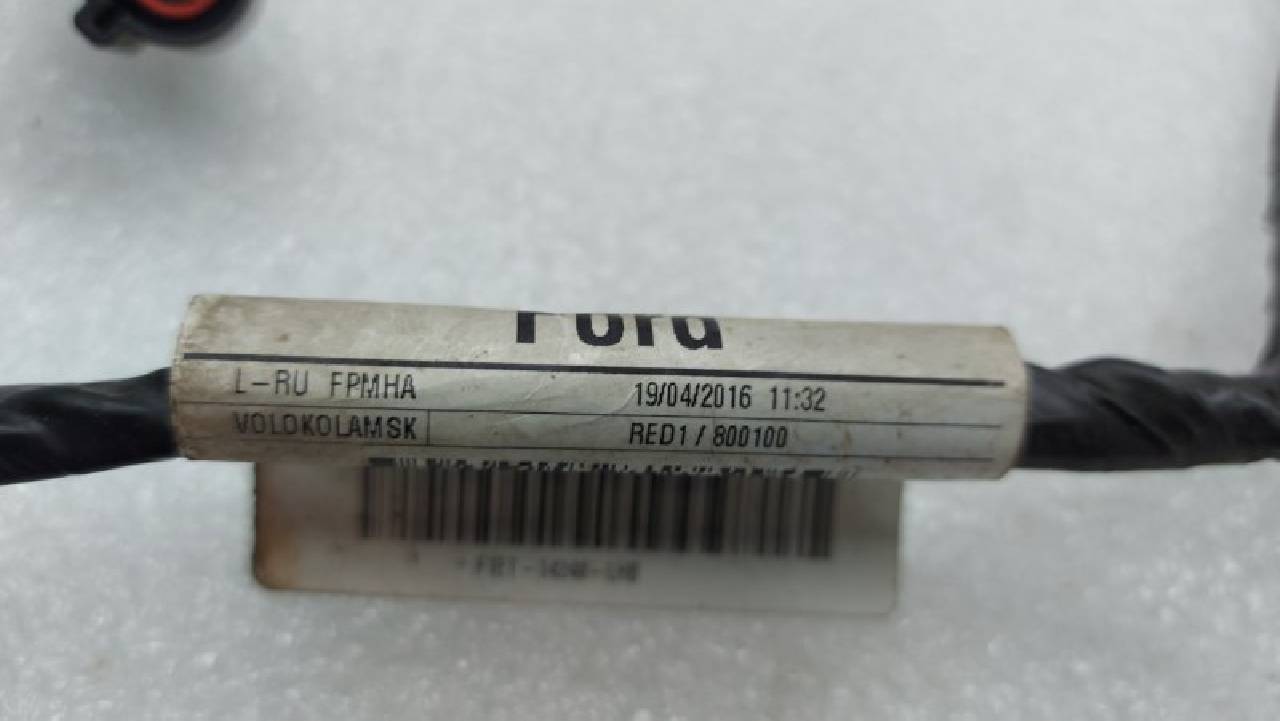 Ford
L-RU FPMHA 19/04/2016 11:32
VOLOKOLAMSK RED1 / 800100